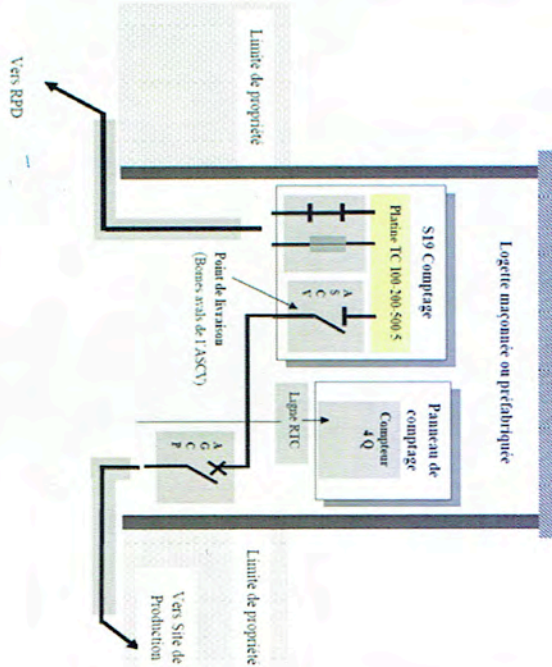 Logette maçonnée ou préfabriquée
S19 Comptage
Platine TC 100-200-500/5
A
S
C
V
Panneau de
comptage
Compteur
4 Q
Ligne RTC
Point de livraison
(Bornes avals de l'ASCV)
A
G
C
P
Limite de propriété
Vers RPD
Limite de propriété
Vers Site de
Production